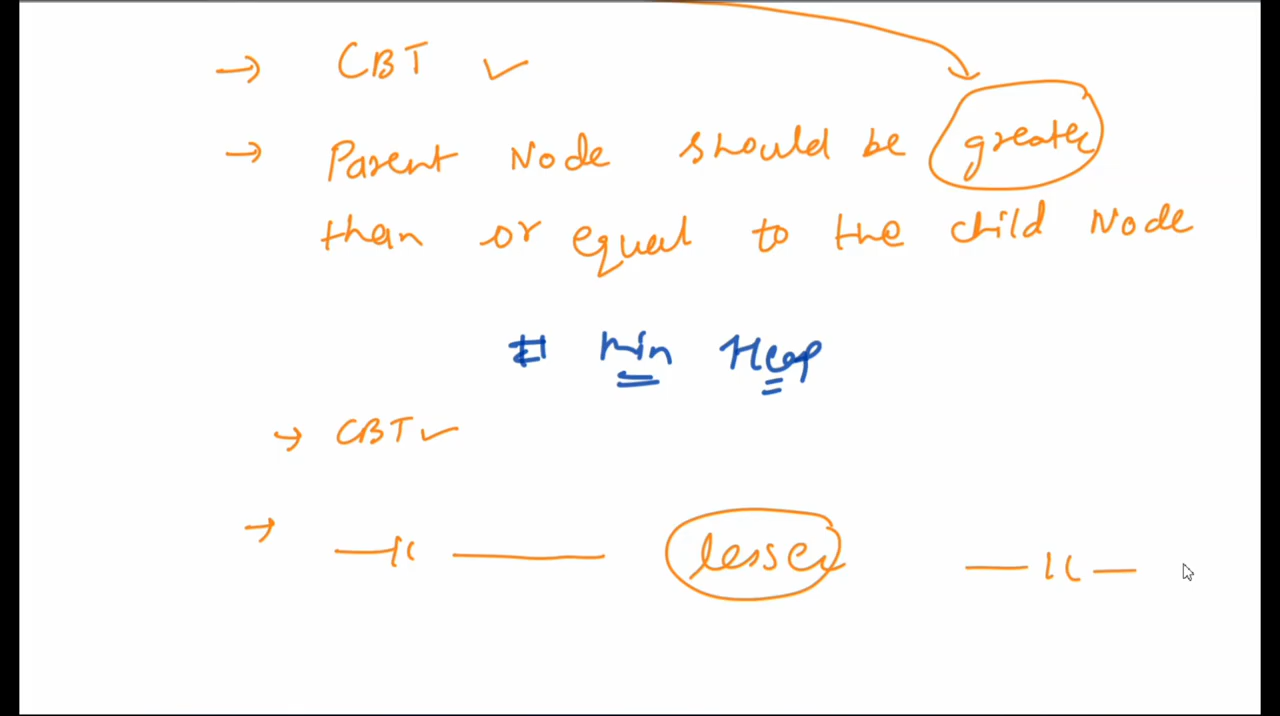 → CBT ✓
→ Parent Node should be greater
than or equal to the child Node
# Min Heap
→ CBT ✓
→ —〃— lesser —〃—